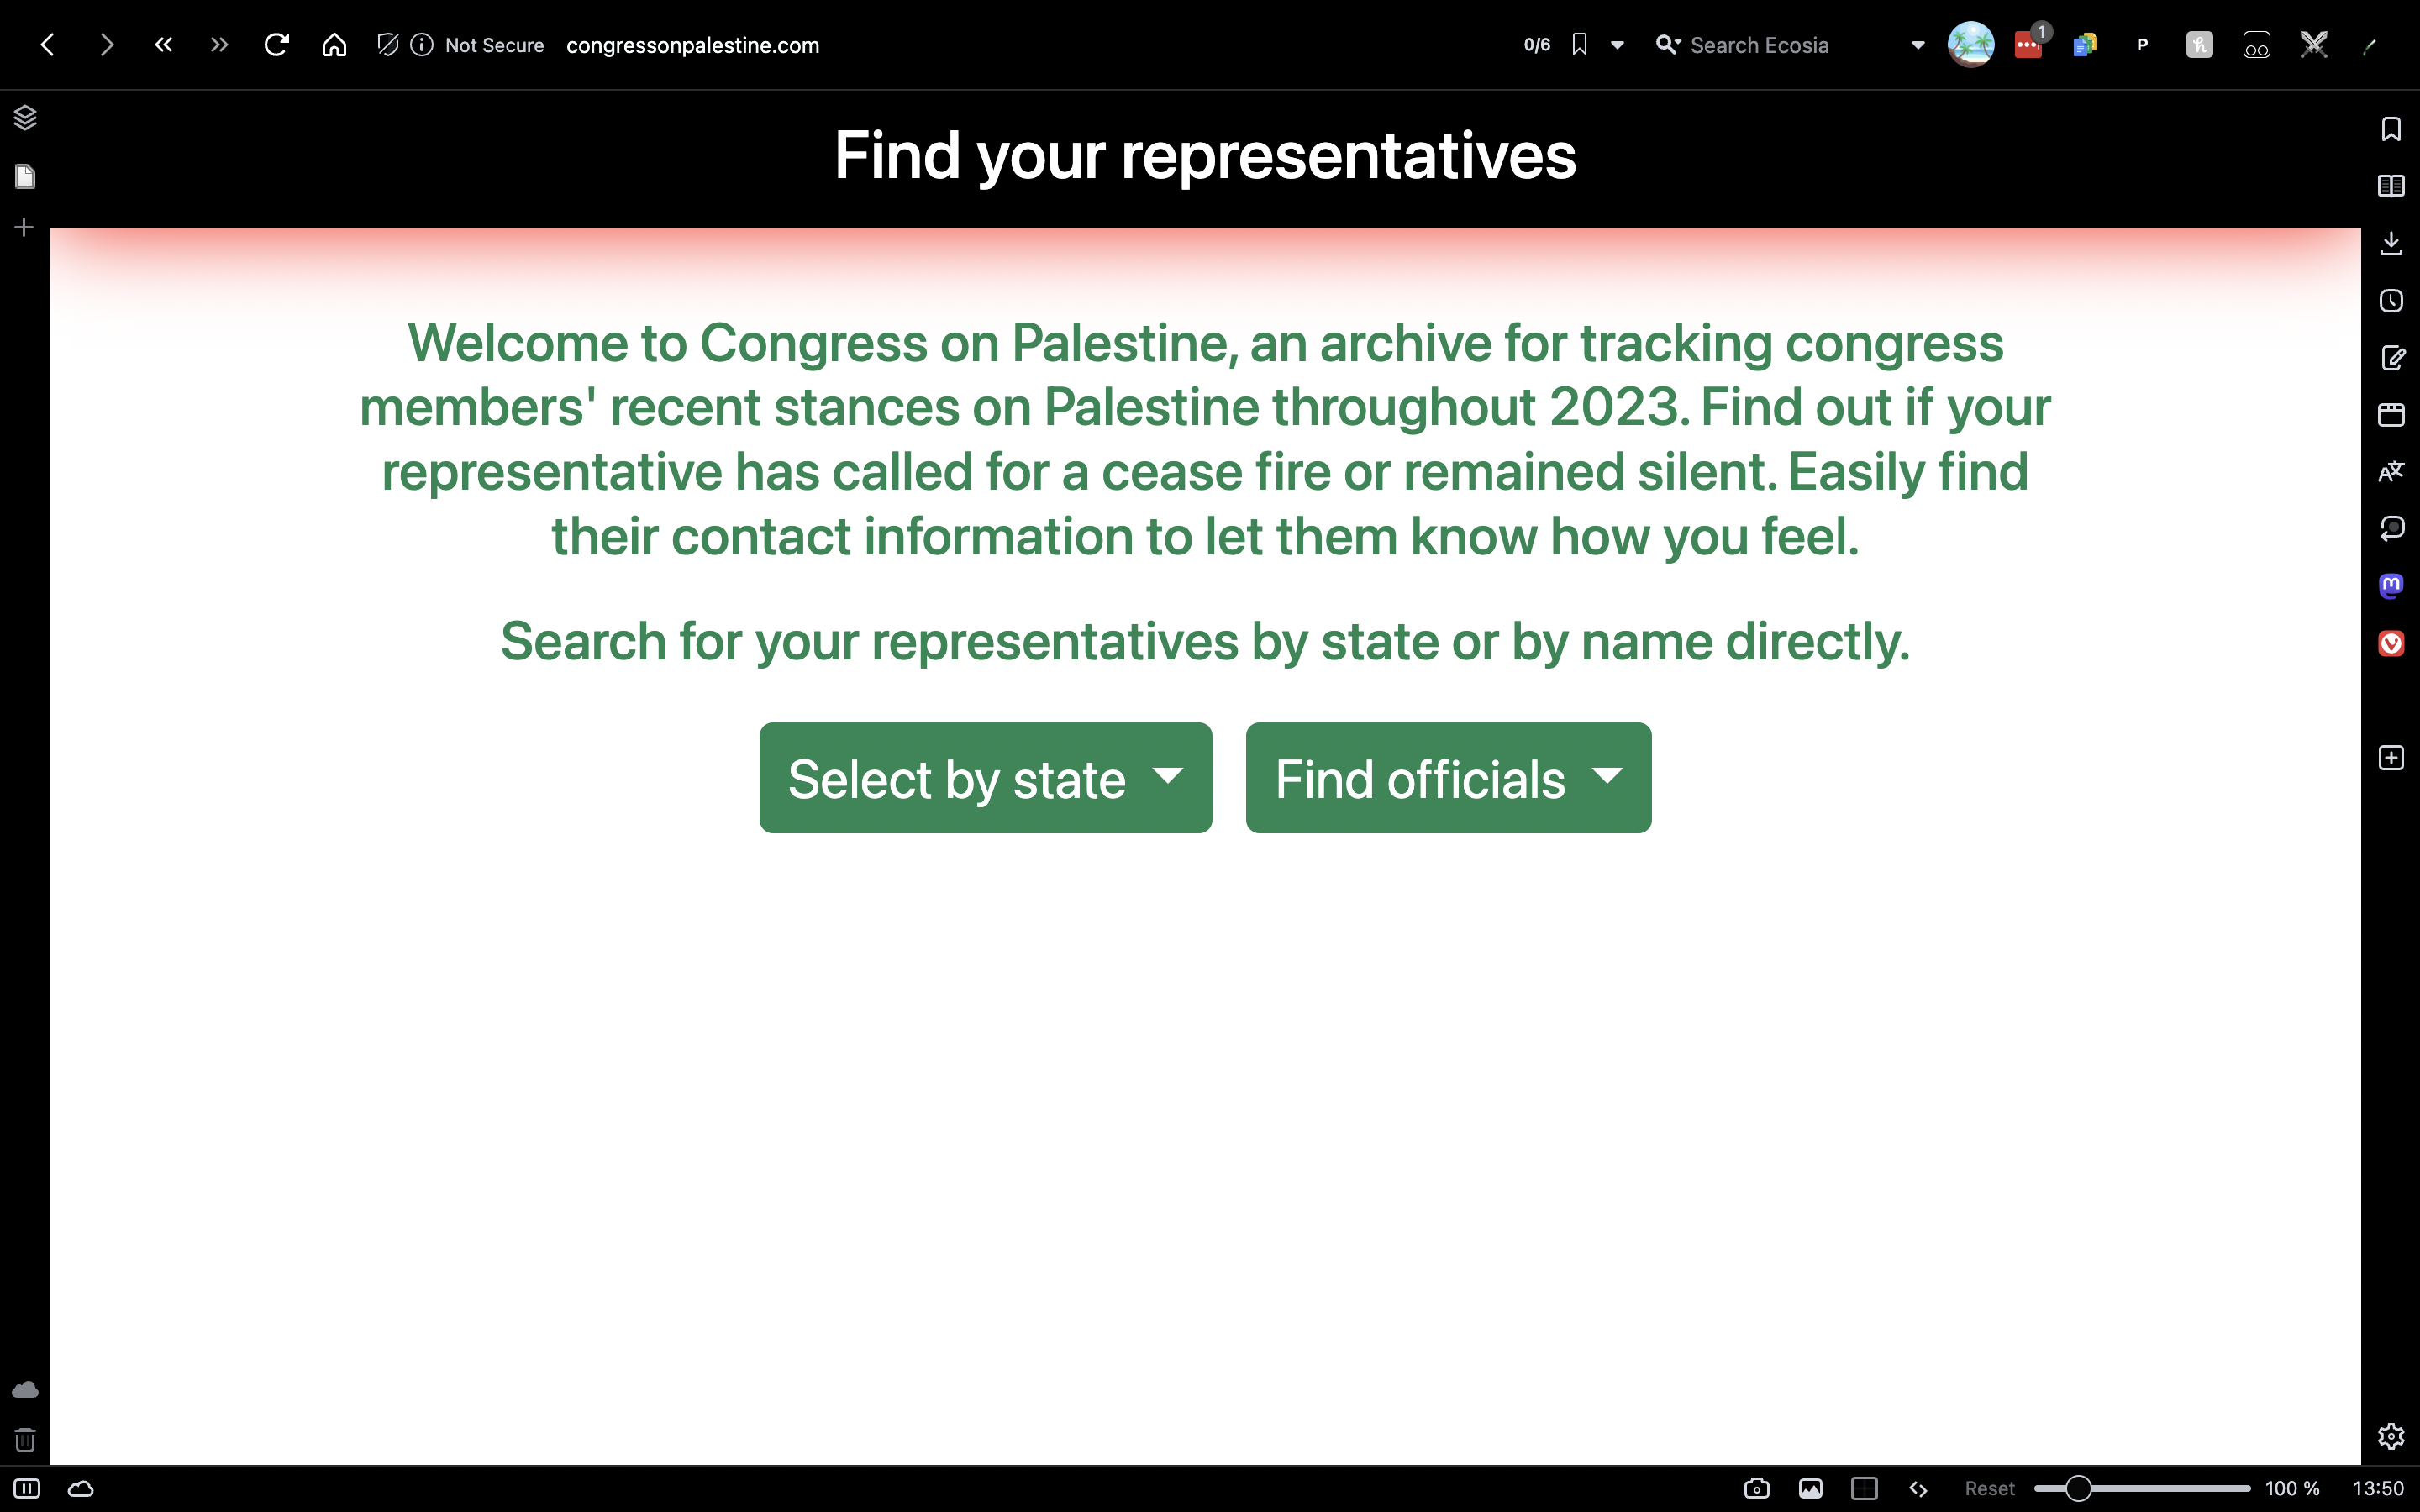 Not Secure congressonpalestine.com 0/6 Search Ecosia 1 P
Find your representatives
Welcome to Congress on Palestine, an archive for tracking congress
members' recent stances on Palestine throughout 2023. Find out if your
representative has called for a cease fire or remained silent. Easily find
their contact information to let them know how you feel.
Search for your representatives by state or by name directly.
Select by state Find officials
Reset 100 % 13:50